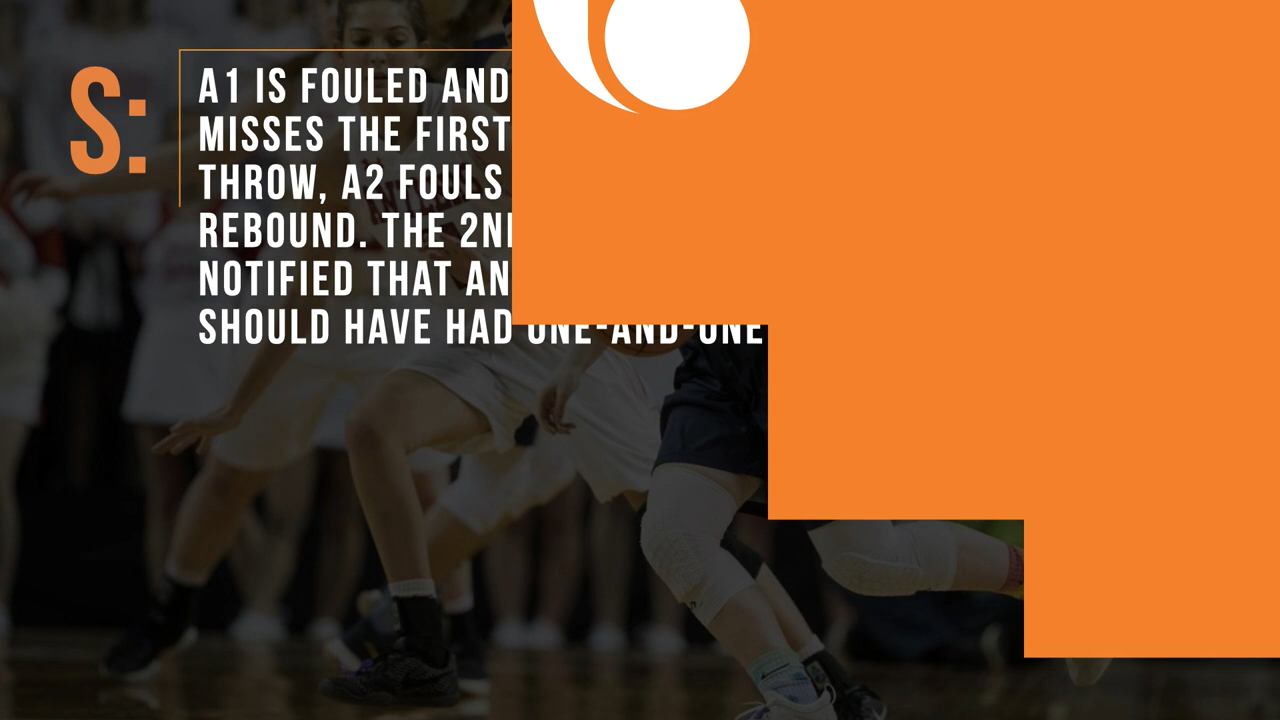 S:
A1 IS FOULED AND
MISSES THE FIRST
THROW, A2 FOULS
REBOUND. THE
NOTIFIED THAT AN
SHOULD HAVE HAD ONE-AND-ONE